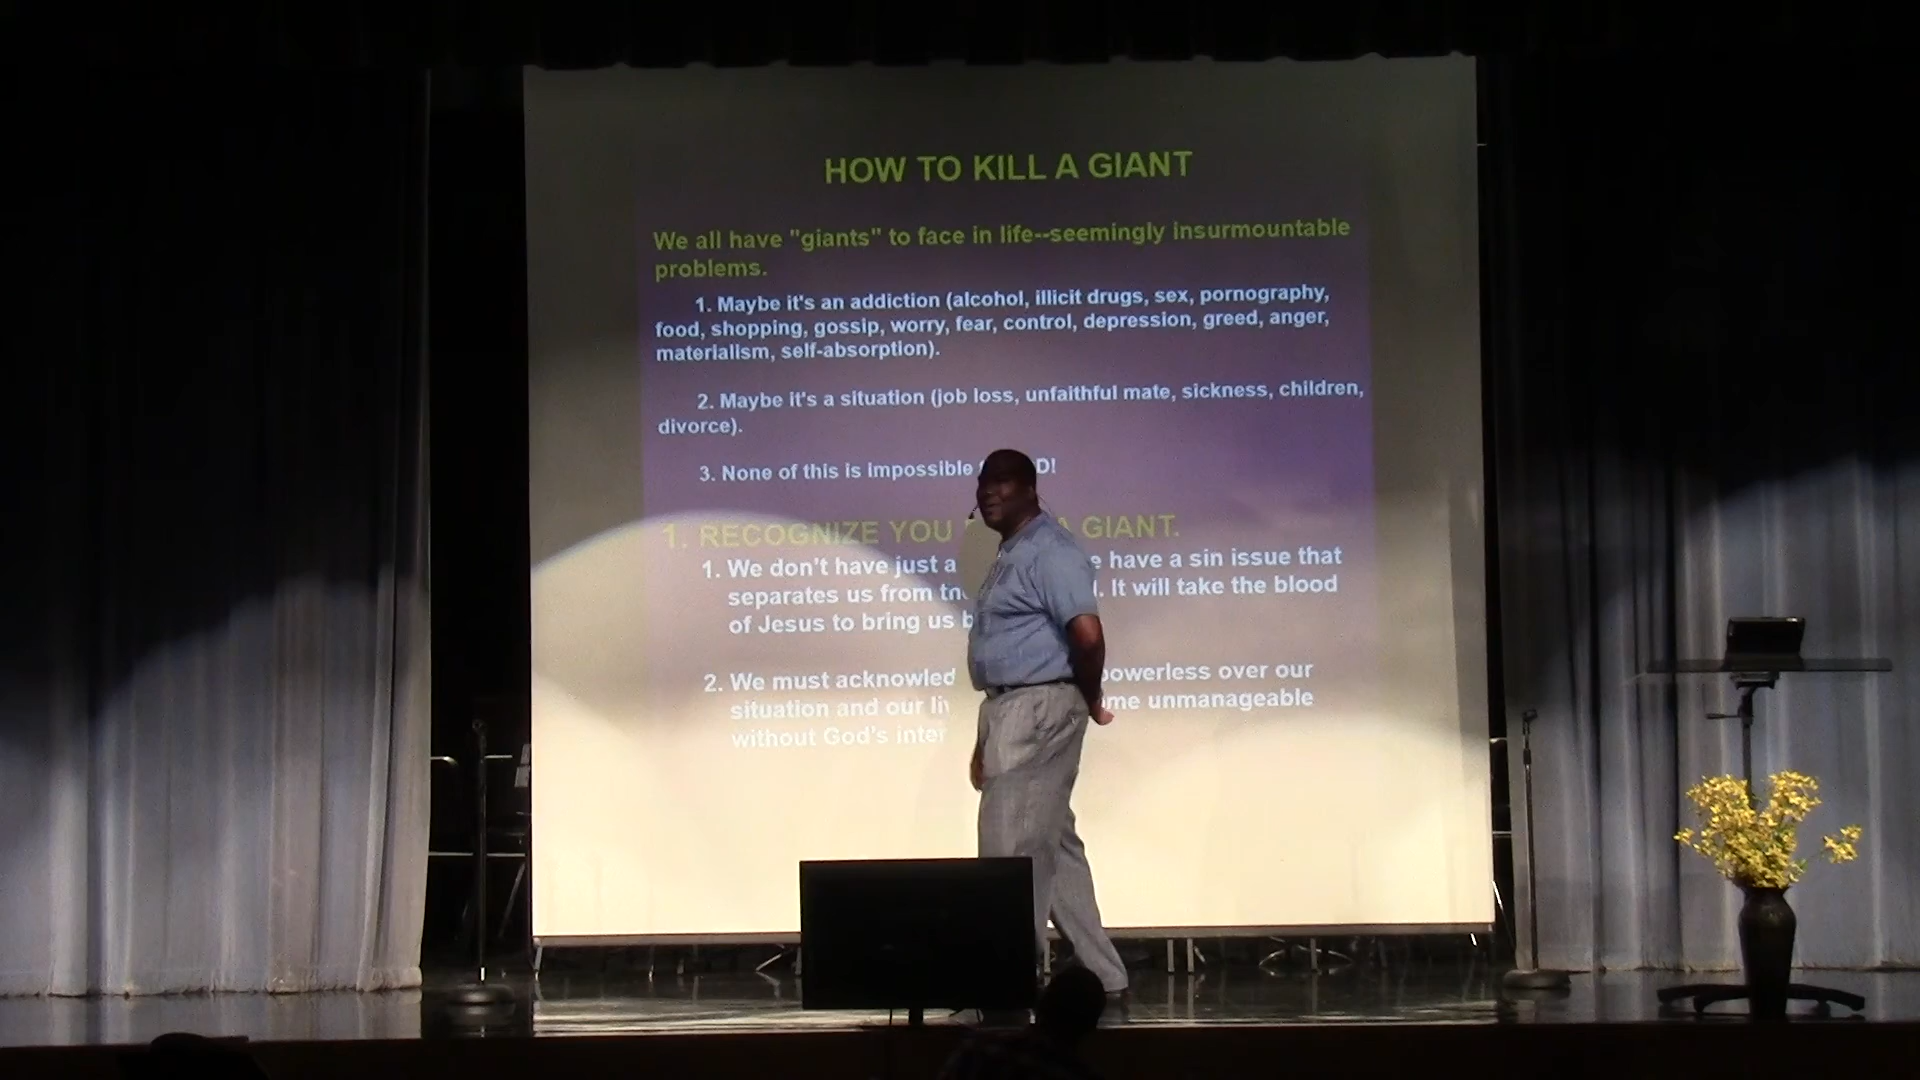 HOW TO KILL A GIANT
We all have "giants" to face in life--seemingly insurmountable
problems.
1. Maybe it's an addiction (alcohol, illicit drugs, sex, pornography,
food, shopping, gossip, worry, fear, control, depression, greed, anger,
materialism, self-absorption).
2. Maybe it's a situation (job loss, unfaithful mate, sickness, children,
divorce).
3. None of this is impossible
1. RECOGNIZE YOU A GIANT.
1. We don't have just a have a sin issue that
separates us from It will take the blood
of Jesus to bring us
2. We must powerless over our
situation and our unmanageable
without God's